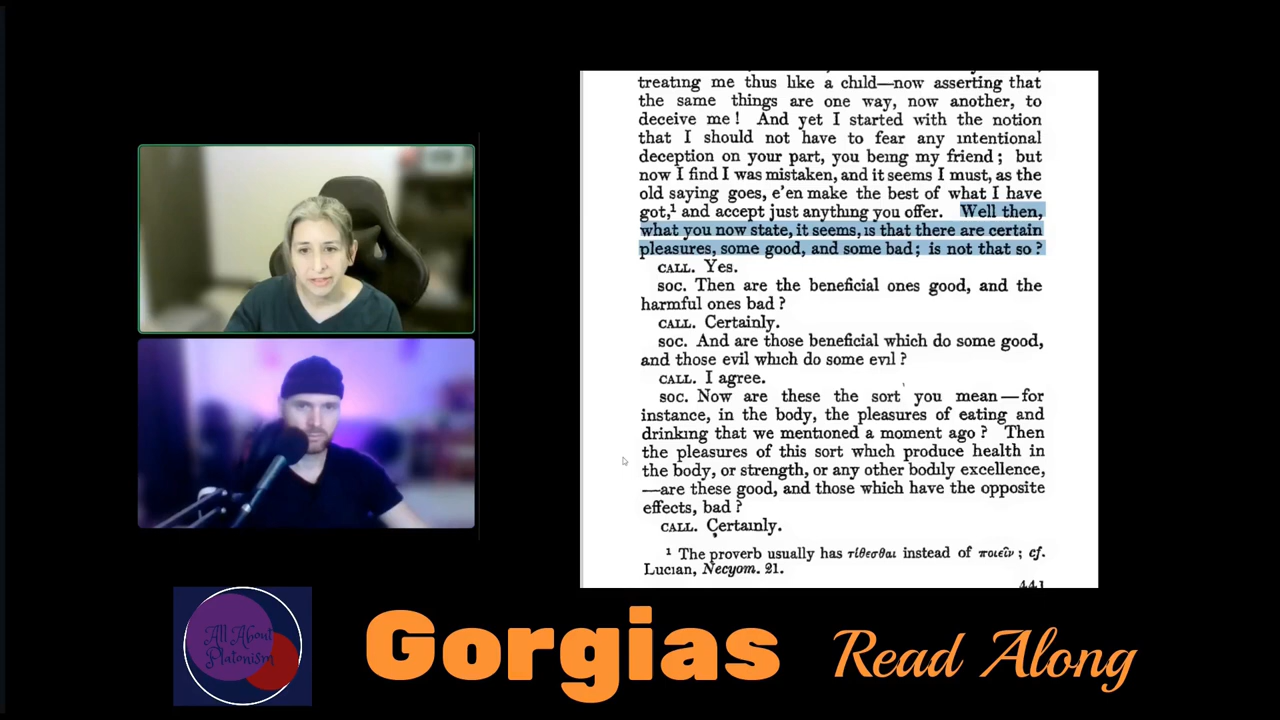 treating me thus like a child—now asserting that
the same things are one way, now another, to
deceive me! And yet I started with the notion
that I should not have to fear any intentional
deception on your part, you being my friend; but
now I find I was mistaken, and it seems I must, as the
old saying goes, e'en make the best of what I have
got,¹ and accept just anything you offer. Well then,
what you now state, it seems, is that there are certain
pleasures, some good, and some bad; is not that so?
CALL. Yes.
SOC. Then are the beneficial ones good, and the
harmful ones bad?
CALL. Certainly.
SOC. And are those beneficial which do some good,
and those evil which do some evil?
CALL. I agree.
SOC. Now are these the sort you mean—for
instance, in the body, the pleasures of eating and
drinking that we mentioned a moment ago? Then
the pleasures of this sort which produce health in
the body, or strength, or any other bodily excellence,
—are these good, and those which have the opposite
effects, bad?
CALL. Certainly.
¹ The proverb usually has τίθεσθαι instead of ποιεῖν; cf.
Lucian, Necyom. 21.
441
All About
Platonism
Gorgias Read Along